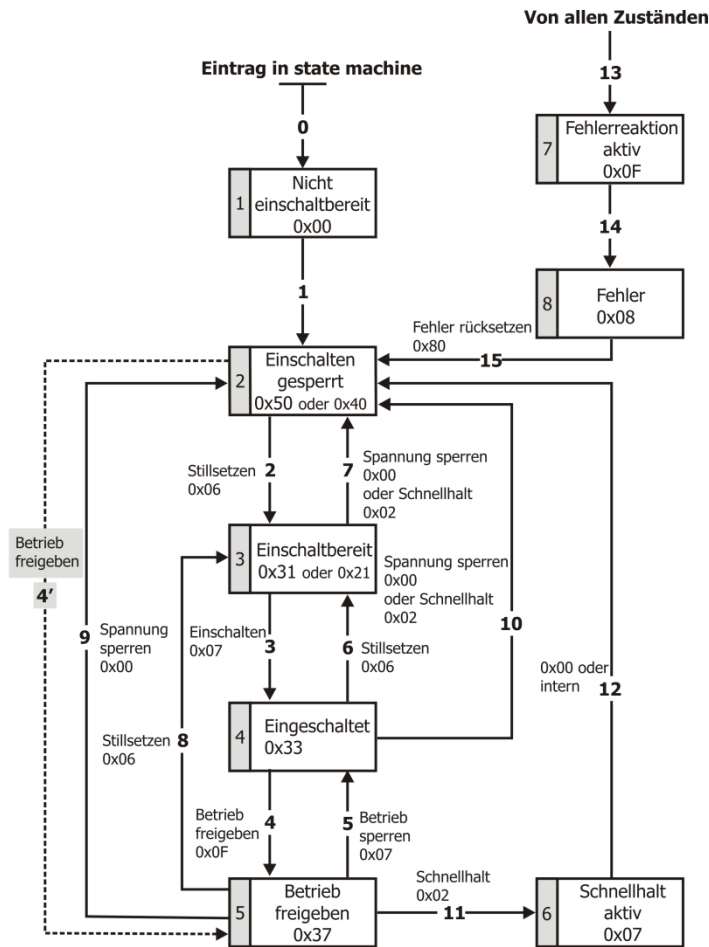 Von allen Zuständen
Eintrag in state machine
13
0
7
Fehlerreaktion
aktiv
0x0F
1
Nicht
einschaltbereit
0x00
14
1
8
Fehler
0x08
Fehler rücksetzen
0x80
15
2
Einschalten
gesperrt
0x50 oder 0x40
Stillsetzen
0x06
2
7
Spannung sperren
0x00
oder Schnellhalt
0x02
3
Einschaltbereit
0x31 oder 0x21
Betrieb
freigeben
4’
9
Spannung
sperren
0x00
Einschalten
0x07
3
6
Stillsetzen
0x06
Spannung sperren
0x00
oder Schnellhalt
0x02
10
0x00 oder
intern
12
4
Eingeschaltet
0x33
Stillsetzen
0x06
8
Betrieb
freigeben
0x0F
4
5
Betrieb
sperren
0x07
5
Betrieb
freigeben
0x37
Schnellhalt
0x02
11
6
Schnellhalt
aktiv
0x07